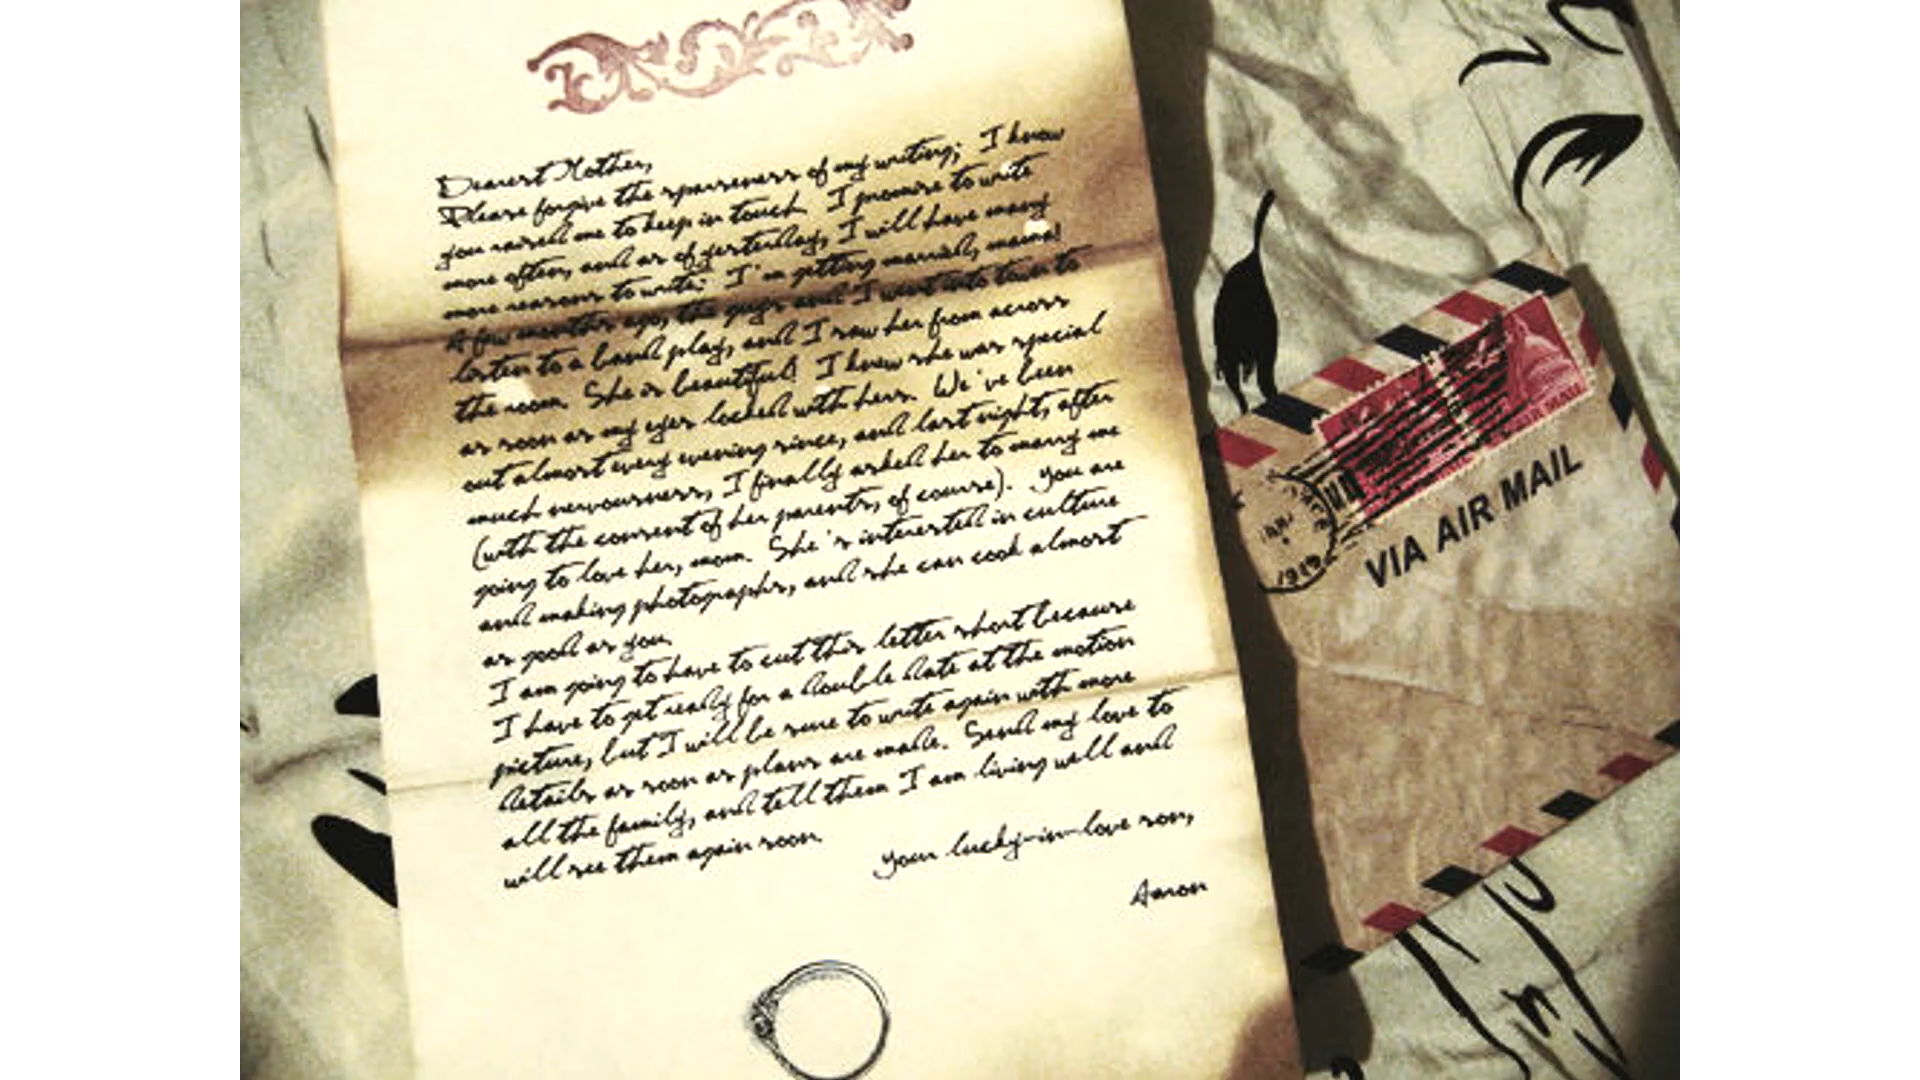 Dearest Mother,
Please forgive the sparseness of my writing; I know
you raised me to keep in touch. I promise to write
more often, and as of yesterday, I will have many
more reasons to write: I'm getting married, mama!
A few months ago, the guys and I went into town to
listen to a band play, and I saw her from across
the room. She is beautiful! I knew she was special
as soon as my eyes locked with hers. We've been
out almost every evening since, and last night, after
much nervousness, I finally asked her to marry me
(with the consent of her parents, of course). You are
going to love her, mom. She's interested in culture
and making photographs, and she can cook almost
as good as you.
I am going to have to cut this letter short because
I have to get ready for a double date at the motion
picture, but I will be sure to write again with more
details as soon as plans are made. Send my love to
all the family, and tell them I am living well and
will see them again soon.
Your lucky-in-love son,
Aaron
AIR MAIL
VIA AIR MAIL